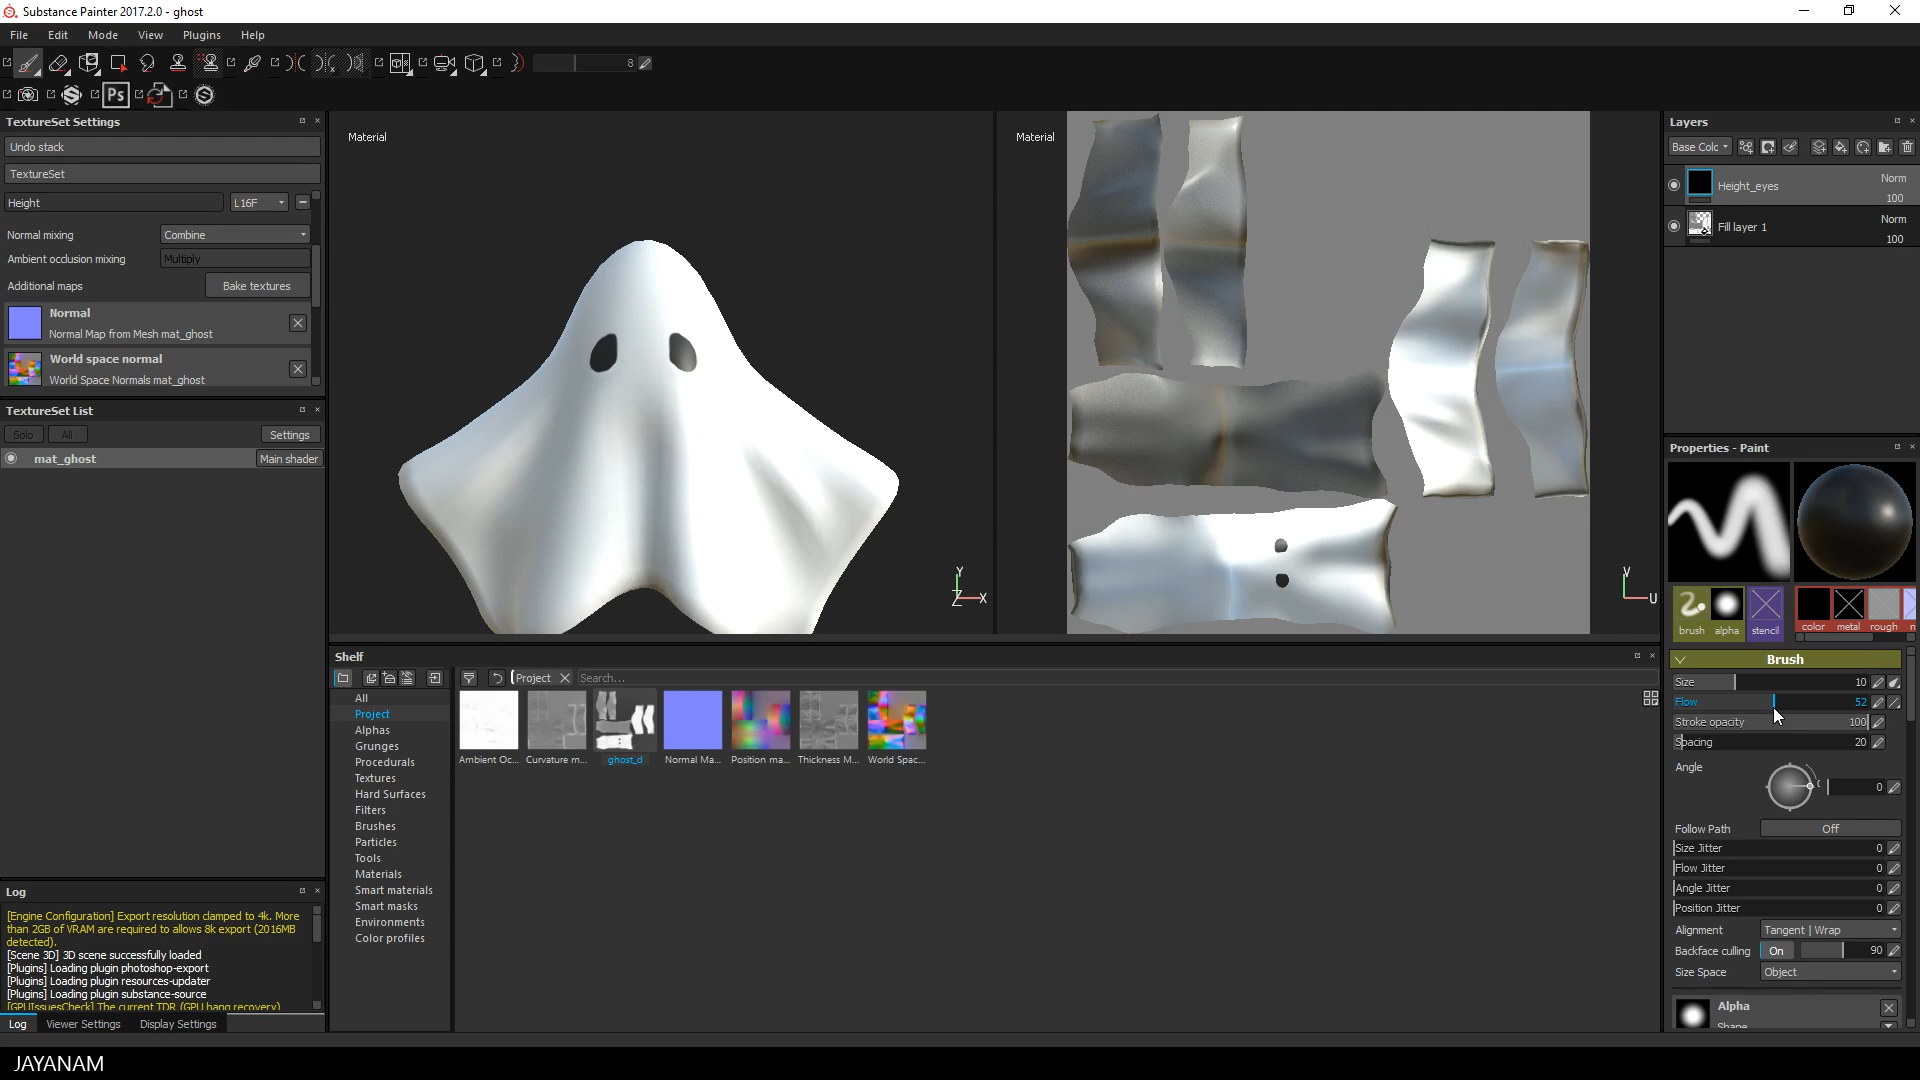 Substance Painter 2017.2.0 - ghost
File Edit Mode View Plugins Help
8
Ps
TextureSet Settings
Undo stack
TextureSet
Height L16F
Normal mixing Combine
Ambient occlusion mixing Multiply
Additional maps Bake textures
Normal
Normal Map from Mesh mat_ghost
World space normal
World Space Normals mat_ghost
TextureSet List
Solo All Settings
mat_ghost Main shader
Log
[Engine Configuration] Export resolution clamped to 4k. More
than 2GB of VRAM are required to allows 8k export (2016MB
detected).
[Scene 3D] 3D scene successfully loaded
[Plugins] Loading plugin photoshop-export
[Plugins] Loading plugin resources-updater
[Plugins] Loading plugin substance-source
[GPUIssuesCheck] The current TDR (GPU hang recovery)
Log Viewer Settings Display Settings
Material
Y
Z X
Material
V
U
Shelf
Project Search...
All
Project
Alphas
Grunges
Procedurals
Textures
Hard Surfaces
Filters
Brushes
Particles
Tools
Materials
Smart materials
Smart masks
Environments
Color profiles
Ambient Oc... Curvature m... ghost_d Normal Ma... Position ma... Thickness M... World Spac...
Layers
Base Colc
Height_eyes Norm
100
Fill layer 1 Norm
100
Properties - Paint
brush alpha stencil color metal rough n
Brush
Size 10
Flow 52
Stroke opacity 100
Spacing 20
Angle
0
Follow Path Off
Size Jitter 0
Flow Jitter 0
Angle Jitter 0
Position Jitter 0
Alignment Tangent | Wrap
Backface culling On 90
Size Space Object
Alpha
Shape
JAYANAM